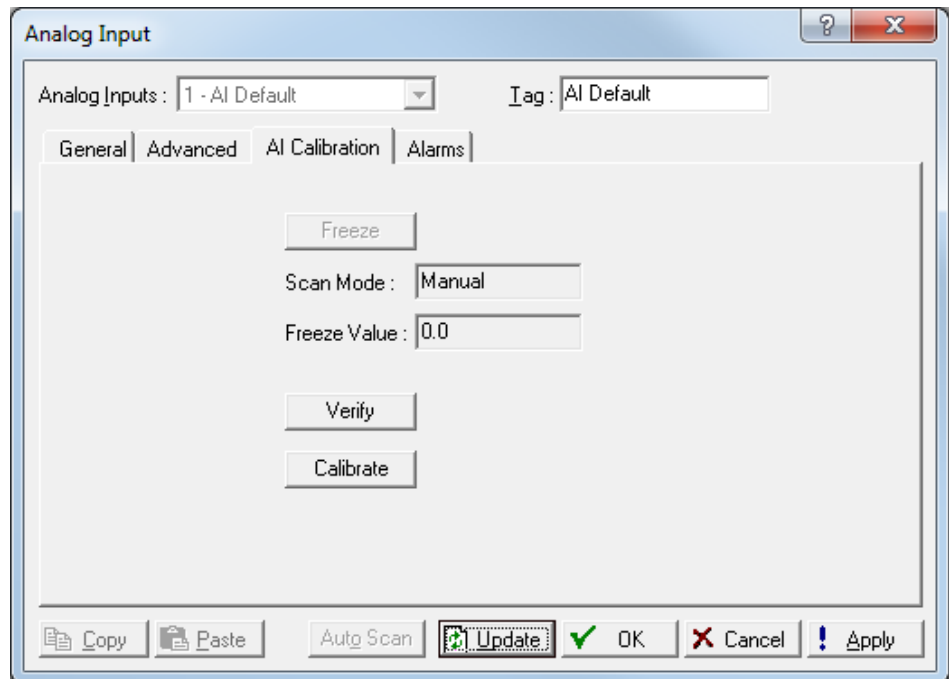 Analog Input
Analog Inputs : 1 - AI Default Tag : AI Default
General Advanced AI Calibration Alarms
Freeze
Scan Mode : Manual
Freeze Value : 0.0
Verify
Calibrate
Copy Paste Auto Scan Update OK Cancel Apply